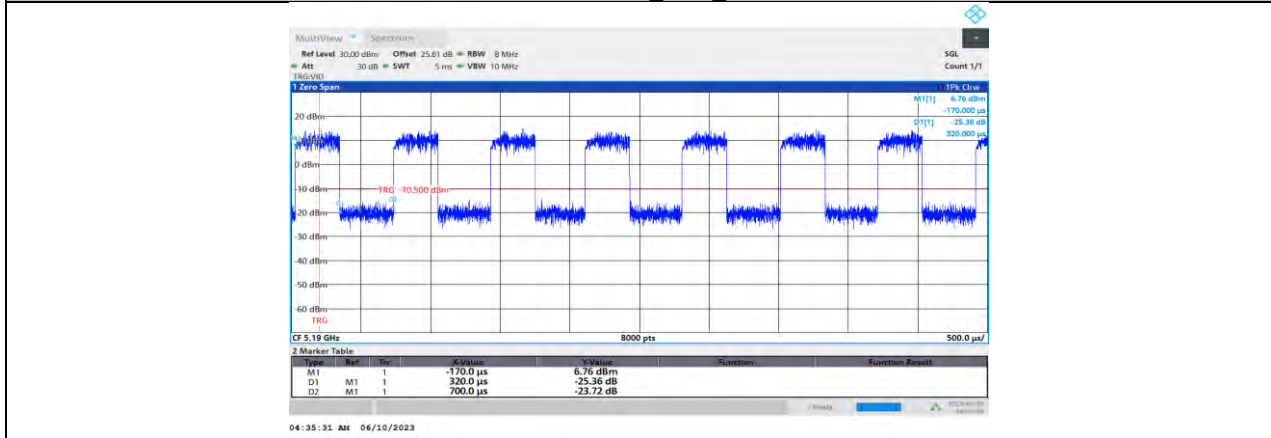 MultiView Spectrum
Ref Level 30.00 dBm Offset 25.81 dB RBW 8 MHz SGL
Att 30 dB SWT 5 ms VBW 10 MHz Count 1/1
TRG:VID
1 Zero Span 1Pk Clrw
M1[1] 6.76 dBm
-170.000 µs
D1[1] -25.36 dB
320.000 µs
20 dBm
0 dBm
-10 dBm
TRG -10.500 dBm
D1 D2
-20 dBm
-30 dBm
-40 dBm
-50 dBm
-60 dBm
TRG
CF 5.19 GHz 8000 pts 500.0 µs/
2 Marker Table
Type Ref Trc X-Value Y-Value Function Function Result
M1 1 -170.0 µs 6.76 dBm
D1 M1 1 320.0 µs -25.36 dB
D2 M1 1 700.0 µs -23.72 dB
Ready
04:35:31 AM 06/10/2023